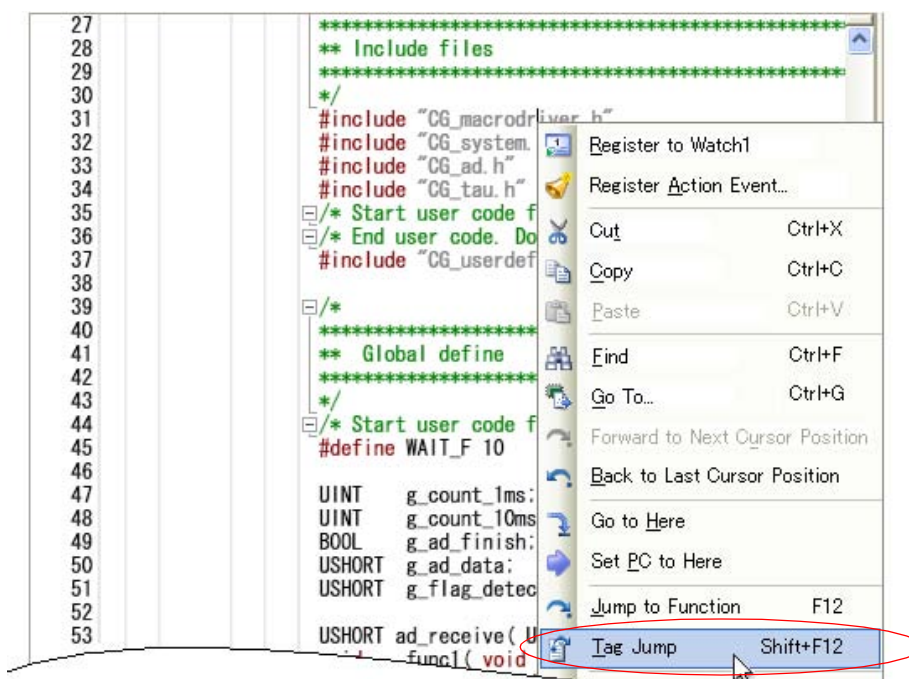 27 ****************************************************
28 ** Include files
29 ****************************************************
30 */
31 #include "CG_macrodriver.h"
32 #include "CG_system.
33 #include "CG_ad.h"
34 #include "CG_tau.h"
35 /* Start user code f
36 /* End user code. Do
37 #include "CG_userdef
38
39 /*
40 **********************
41 ** Global define
42 **********************
43 */
44 /* Start user code f
45 #define WAIT_F 10
46
47 UINT g_count_1ms;
48 UINT g_count_10ms
49 BOOL g_ad_finish;
50 USHORT g_ad_data;
51 USHORT g_flag_detec
52
53 USHORT ad_receive( U
func1( void
Register to Watch1
Register Action Event...
Cut Ctrl+X
Copy Ctrl+C
Paste Ctrl+V
Find Ctrl+F
Go To... Ctrl+G
Forward to Next Cursor Position
Back to Last Cursor Position
Go to Here
Set PC to Here
Jump to Function F12
Tag Jump Shift+F12